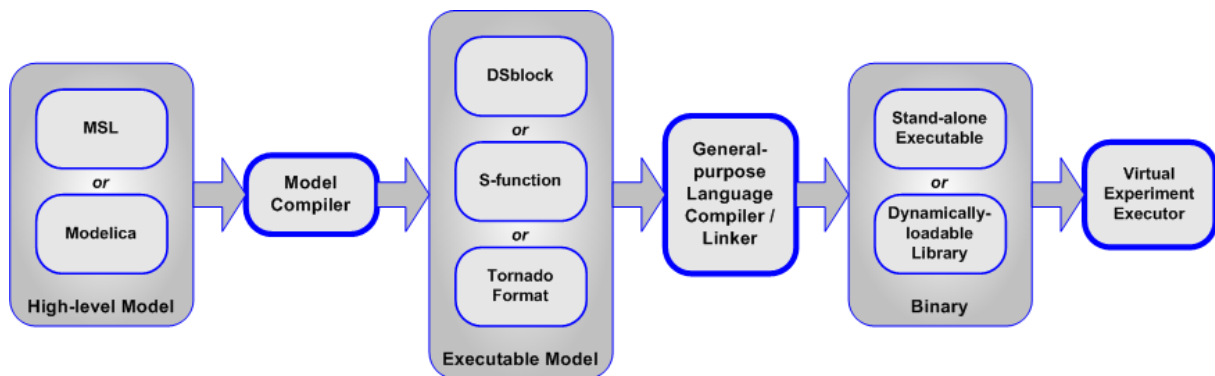 MSL
or
Modelica
High-level Model
Model
Compiler
DSblock
or
S-function
or
Tornado
Format
Executable Model
General-
purpose
Language
Compiler /
Linker
Stand-alone
Executable
or
Dynamically-
loadable
Library
Binary
Virtual
Experiment
Executor